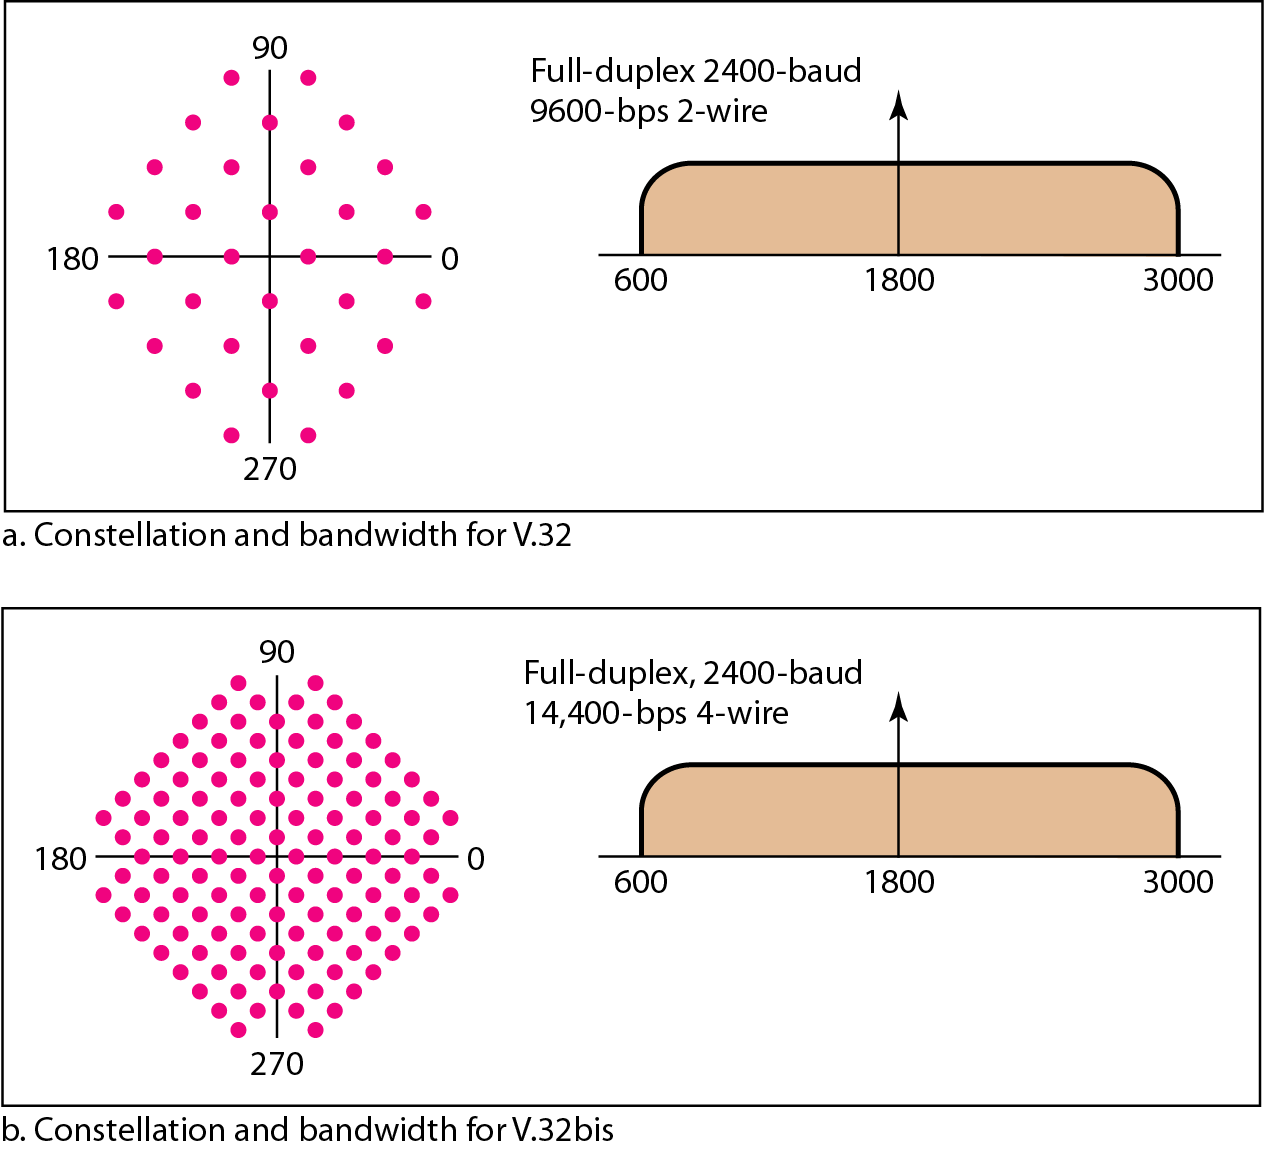 90
Full-duplex 2400-baud
9600-bps 2-wire
180
0
600
1800
3000
270
a. Constellation and bandwidth for V.32
90
Full-duplex, 2400-baud
14,400-bps 4-wire
180
0
600
1800
3000
270
b. Constellation and bandwidth for V.32bis